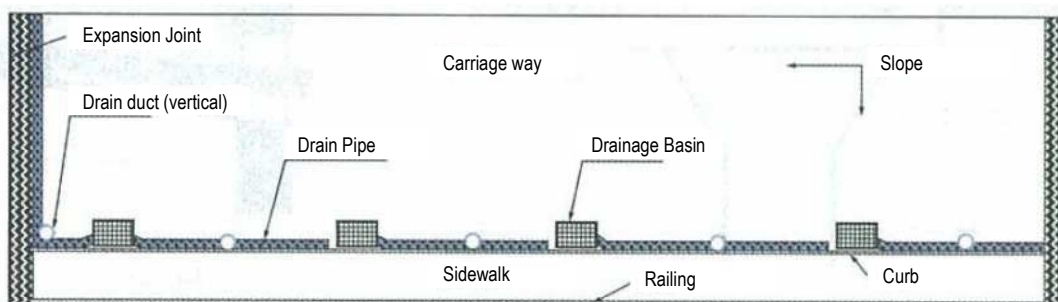 Expansion Joint
Carriage way
Slope
Drain duct (vertical)
Drain Pipe
Drainage Basin
Sidewalk
Railing
Curb